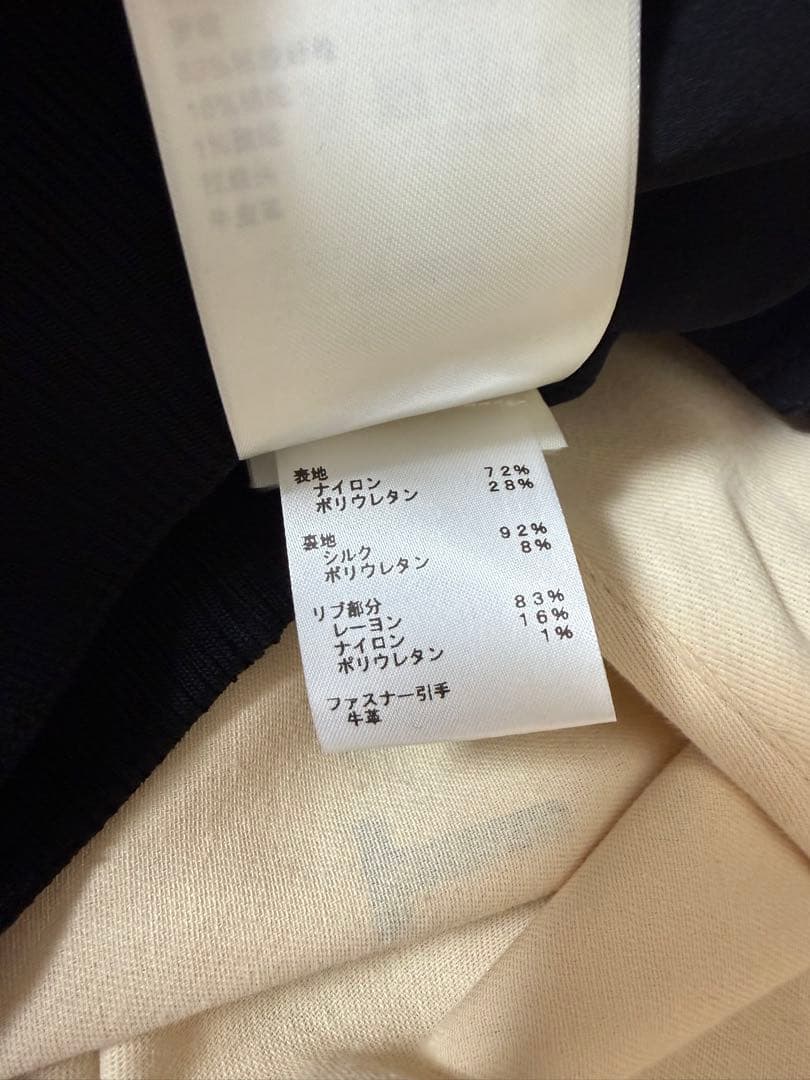 表地
ナイロン 72%
ポリウレタン 28%
裏地
シルク 92%
ポリウレタン 8%
リブ部分
レーヨン 83%
ナイロン 16%
ポリウレタン 1%
ファスナー引手
牛革